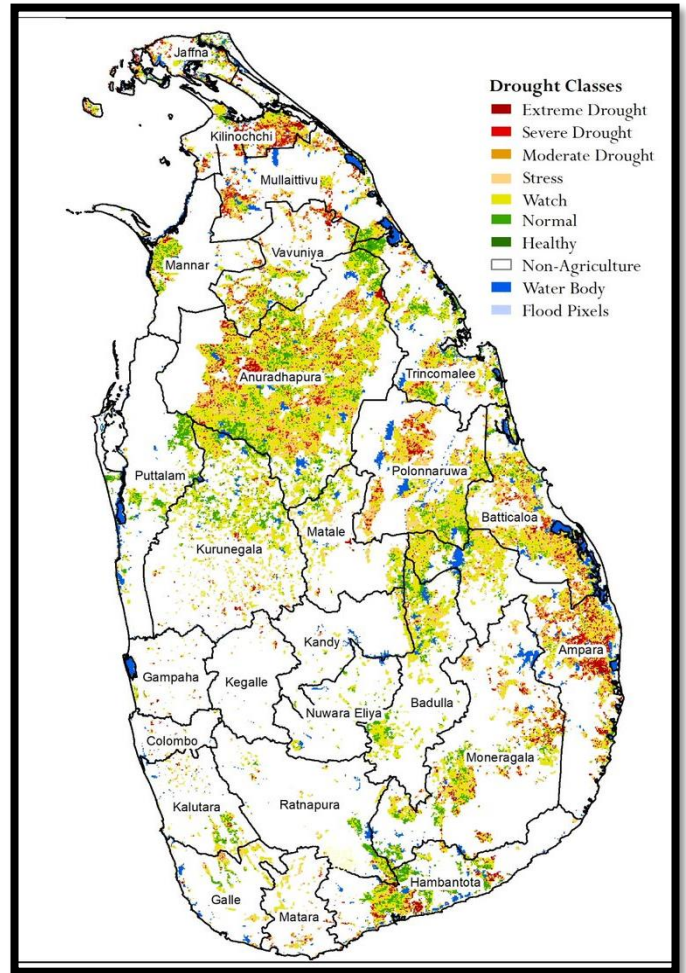 Jaffna
Kilinochchi
Mullaittivu
Vavuniya
Mannar
Anuradhapura
Trincomalee
Polonnaruwa
Puttalam
Batticaloa
Matale
Kurunegala
Kandy
Ampara
Gampaha
Kegalle
Nuwara Eliya
Badulla
Colombo
Moneragala
Kalutara
Ratnapura
Hambantota
Galle
Matara
Drought Classes
Extreme Drought
Severe Drought
Moderate Drought
Stress
Watch
Normal
Healthy
Non-Agriculture
Water Body
Flood Pixels